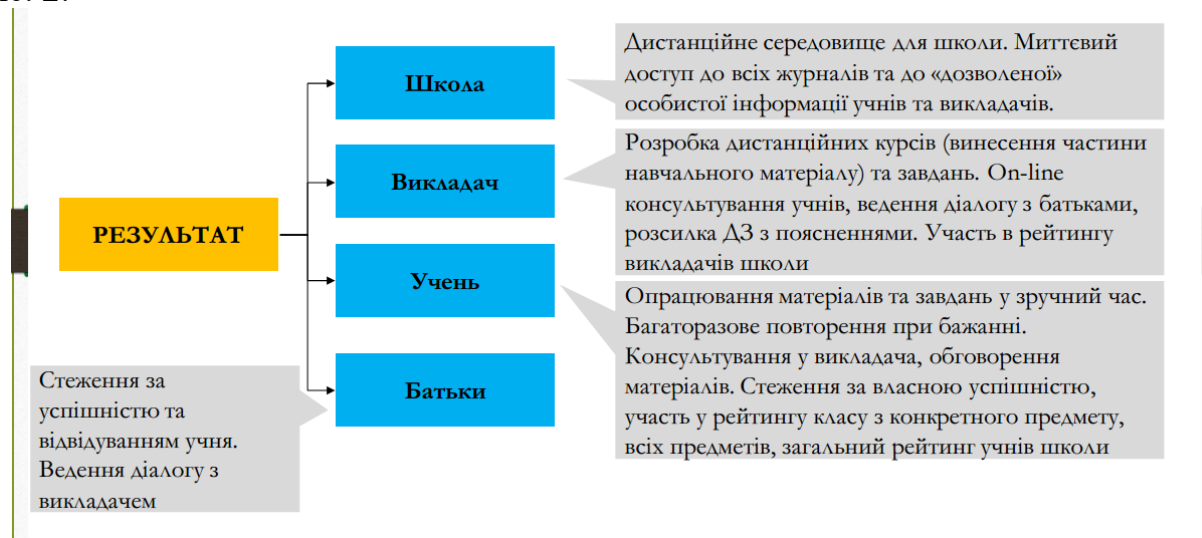 Школа
Дистанційне середовище для школи. Миттєвий
доступ до всіх журналів та до «дозволеної»
особистої інформації учнів та викладачів.
Викладач
Розробка дистанційних курсів (винесення частини
навчального матеріалу) та завдань. On-line
консультування учнів, ведення діалогу з батьками,
розсилка ДЗ з поясненнями. Участь в рейтингу
викладачів школи
РЕЗУЛЬТАТ
Учень
Опрацювання матеріалів та завдань у зручний час.
Багаторазове повторення при бажанні.
Консультування у викладача, обговорення
матеріалів. Стеження за власною успішністю,
участь у рейтингу класу з конкретного предмету,
всіх предметів, загальний рейтинг учнів школи
Батьки
Стеження за
успішністю та
відвідуванням учня.
Ведення діалогу з
викладачем